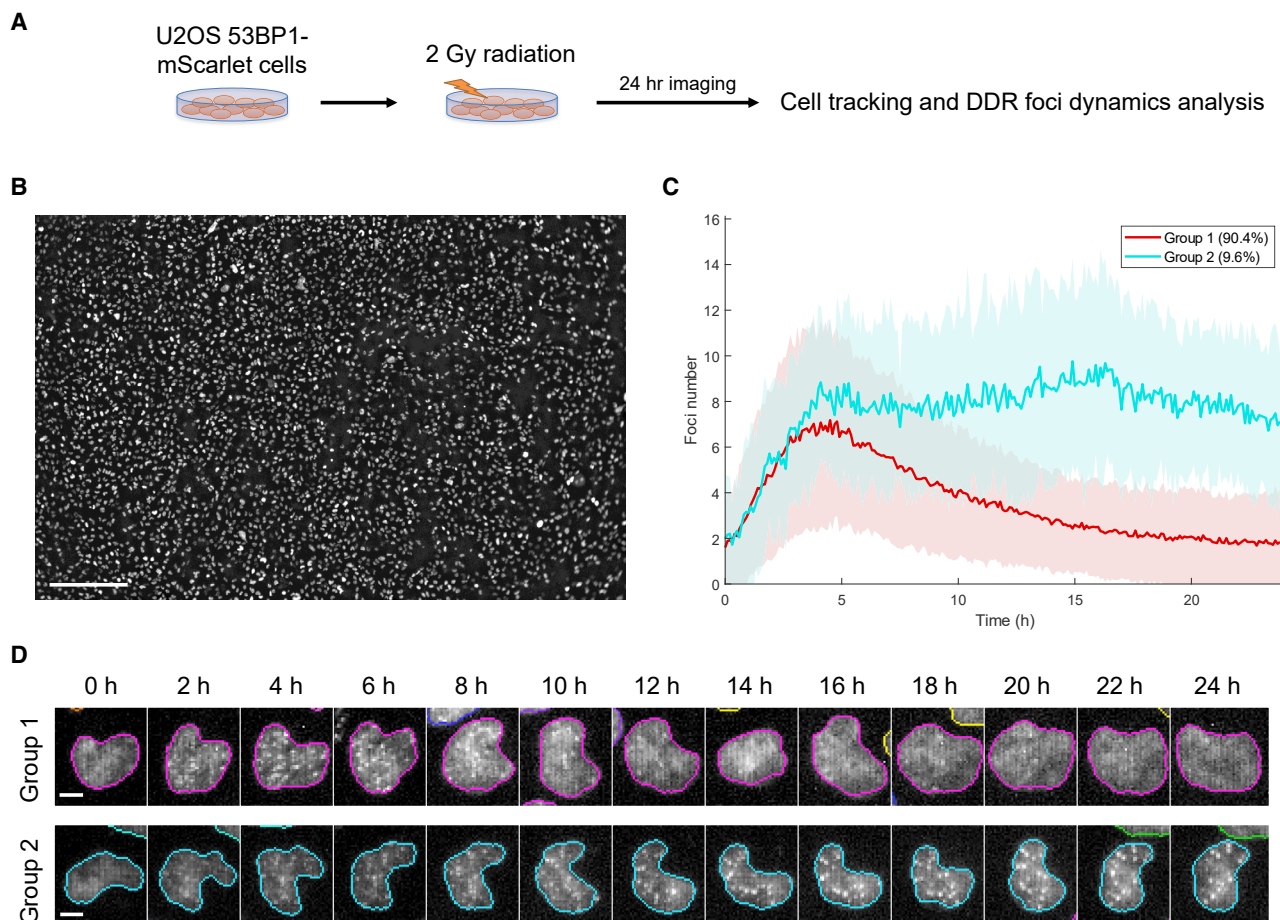 A
U2OS 53BP1-
mScarlet cells
2 Gy radiation
24 hr imaging
Cell tracking and DDR foci dynamics analysis
B
C
16
14
12
10
8
6
4
2
0
Foci number
Group 1 (90.4%)
Group 2 (9.6%)
0 5 10 15 20
Time (h)
D
0 h 2 h 4 h 6 h 8 h 10 h 12 h 14 h 16 h 18 h 20 h 22 h 24 h
Group 1
Group 2